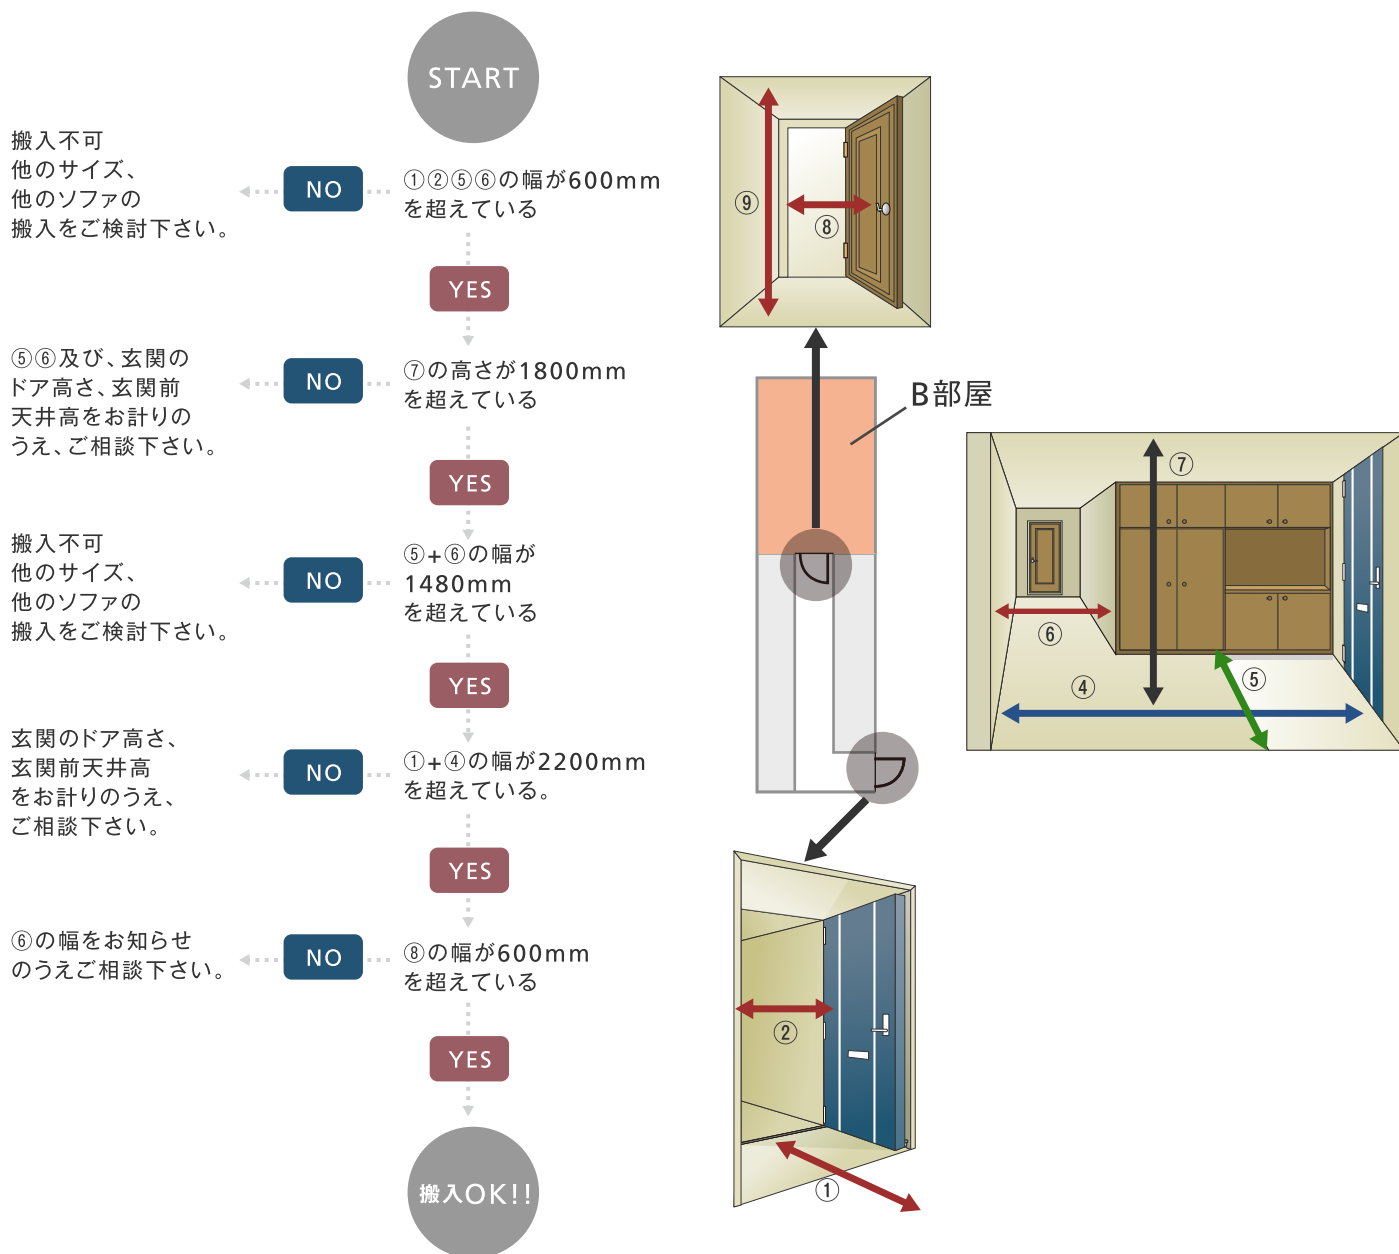 START
①②⑤⑥の幅が600mm
を超えている
NO
搬入不可
他のサイズ、
他のソファの
搬入をご検討下さい。
YES
⑦の高さが1800mm
を超えている
NO
⑤⑥及び、玄関の
ドア高さ、玄関前
天井高をお計りの
うえ、ご相談下さい。
YES
⑤+⑥の幅が
1480mm
を超えている
NO
搬入不可
他のサイズ、
他のソファの
搬入をご検討下さい。
YES
①+④の幅が2200mm
を超えている。
NO
玄関のドア高さ、
玄関前天井高
をお計りのうえ、
ご相談下さい。
YES
⑧の幅が600mm
を超えている
NO
⑥の幅をお知らせ
のうえご相談下さい。
YES
搬入OK!!
⑨
⑧
B部屋
⑦
⑥
④
⑤
②
①